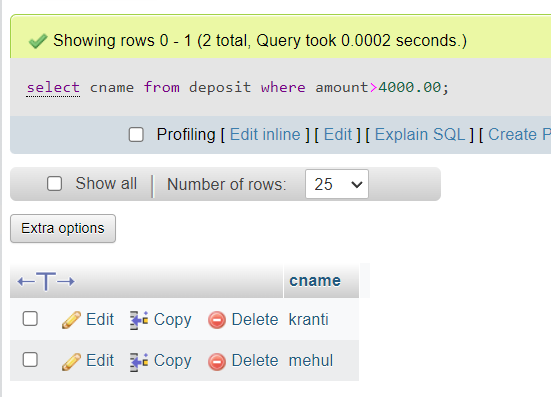 Showing rows 0 - 1 (2 total, Query took 0.0002 seconds.)
select cname from deposit where amount>4000.00;
Profiling [ Edit inline ] [ Edit ] [ Explain SQL ] [ Create P
Show all Number of rows: 25
Extra options
←T→ cname
Edit Copy Delete kranti
Edit Copy Delete mehul